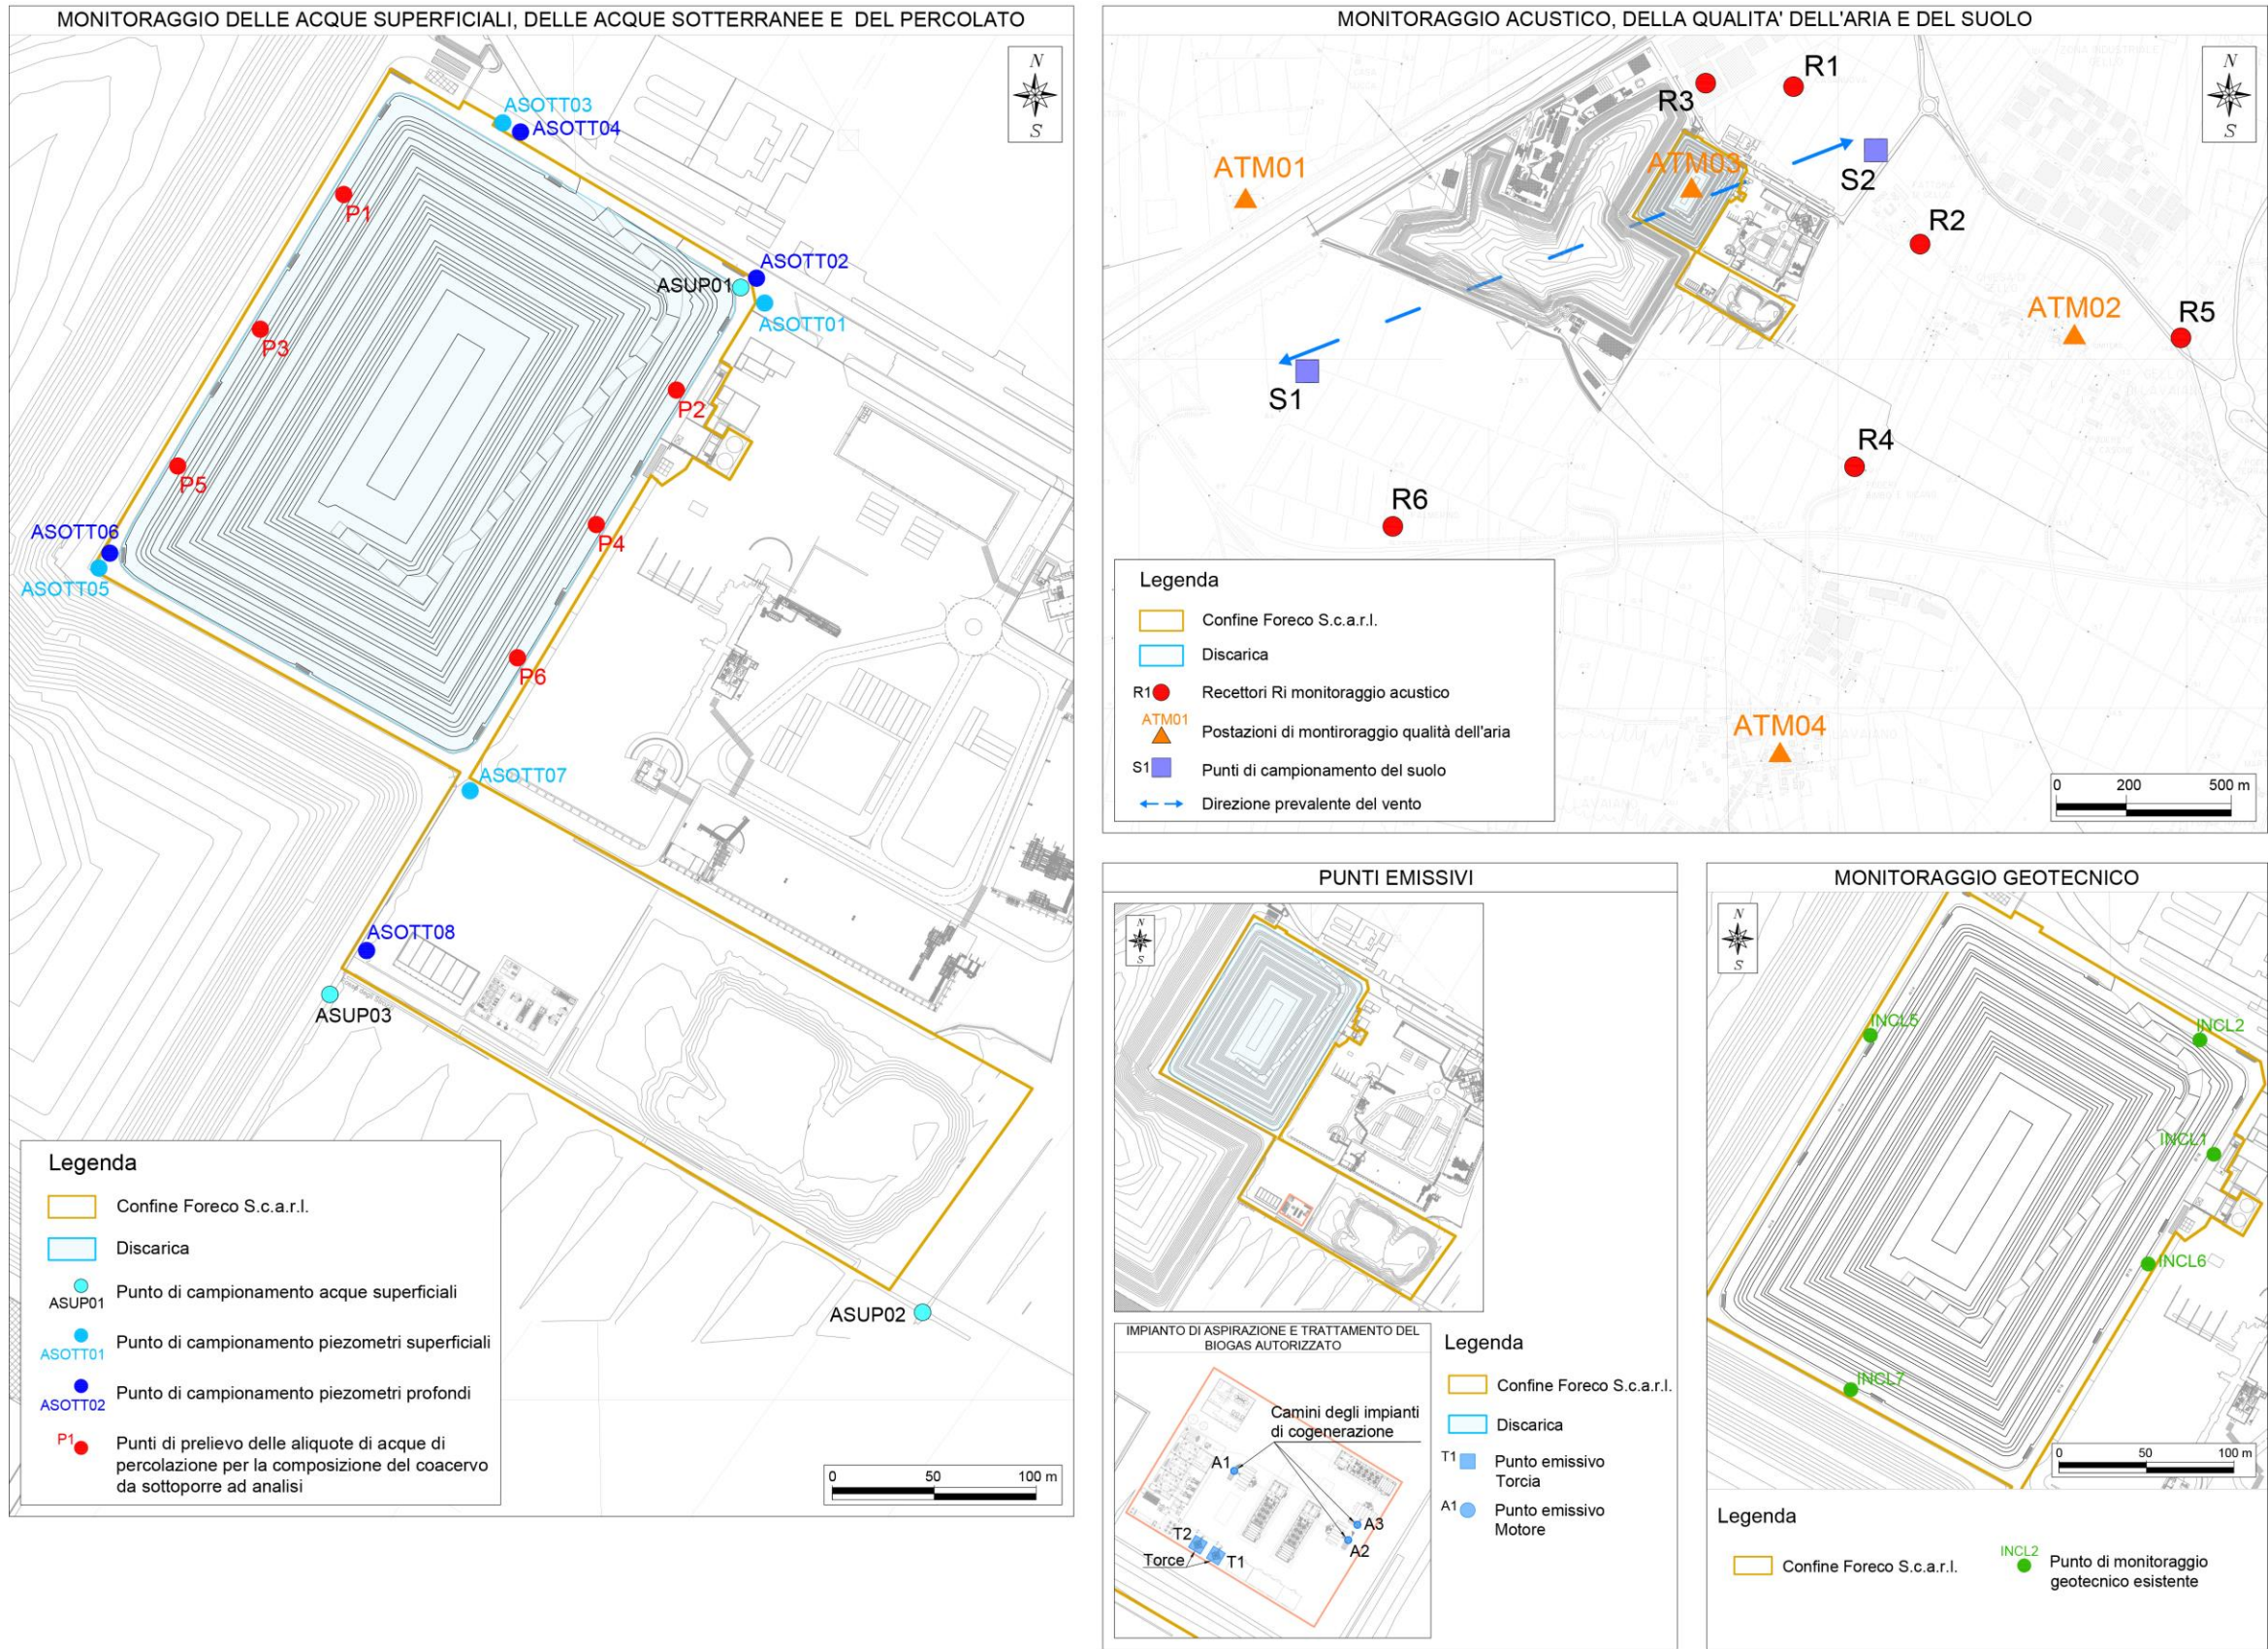 MONITORAGGIO DELLE ACQUE SUPERFICIALI, DELLE ACQUE SOTTERRANEE E DEL PERCOLATO
N
S
ASOTT03
ASOTT04
P1
ASOTT02
ASUP01
ASOTT01
P3
P2
P5
ASOTT06
P4
ASOTT05
P6
ASOTT07
ASOTT08
ASUP03
ASUP02
Legenda
Confine Foreco S.c.a.r.l.
Discarica
ASUP01
Punto di campionamento acque superficiali
ASOTT01
Punto di campionamento piezometri superficiali
ASOTT02
Punto di campionamento piezometri profondi
P1
Punti di prelievo delle aliquote di acque di
percolazione per la composizione del coacervo
da sottoporre ad analisi
0 50 100 m
MONITORAGGIO ACUSTICO, DELLA QUALITA' DELL'ARIA E DEL SUOLO
N
S
R1
R3
ATM01
ATM03
S2
R2
ATM02
R5
S1
R4
R6
ATM04
Legenda
Confine Foreco S.c.a.r.l.
Discarica
R1
Recettori Ri monitoraggio acustico
ATM01
Postazioni di montiroraggio qualità dell'aria
S1
Punti di campionamento del suolo
Direzione prevalente del vento
0 200 500 m
PUNTI EMISSIVI
N
S
IMPIANTO DI ASPIRAZIONE E TRATTAMENTO DEL
BIOGAS AUTORIZZATO
Camini degli impianti
di cogenerazione
A1
A3
A2
T2
T1
Torce
Legenda
Confine Foreco S.c.a.r.l.
Discarica
T1
Punto emissivo
Torcia
A1
Punto emissivo
Motore
MONITORAGGIO GEOTECNICO
N
S
INCL5
INCL2
INCL1
INCL6
INCL7
0 50 100 m
Legenda
Confine Foreco S.c.a.r.l.
INCL2
Punto di monitoraggio
geotecnico esistente